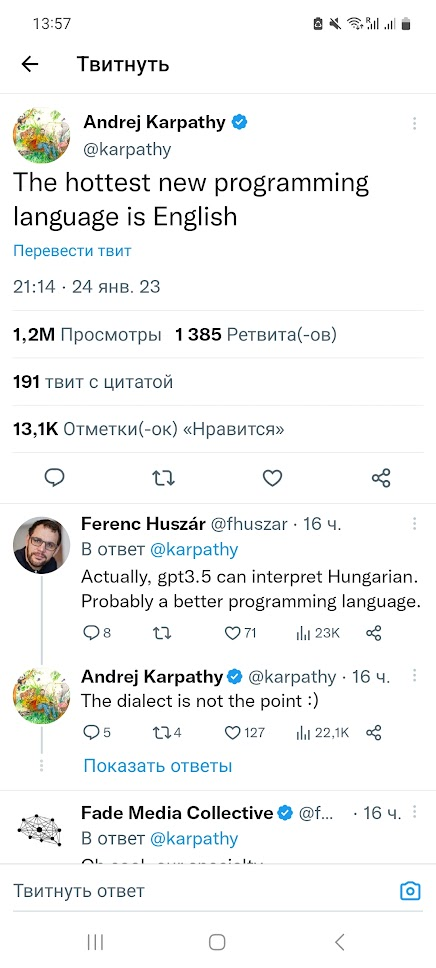 13:57
Твитнуть
Andrej Karpathy
@karpathy
The hottest new programming
language is English
Перевести твит
21:14 · 24 янв. 23
1,2M Просмотры 1 385 Ретвита(-ов)
191 твит с цитатой
13,1K Отметки(-ок) «Нравится»
Ferenc Huszár @fhuszar · 16 ч.
В ответ @karpathy
Actually, gpt3.5 can interpret Hungarian.
Probably a better programming language.
8 71 23K
Andrej Karpathy @karpathy · 16 ч.
The dialect is not the point :)
5 4 127 22,1K
Показать ответы
Fade Media Collective @f... · 16 ч.
В ответ @karpathy
Твитнуть ответ